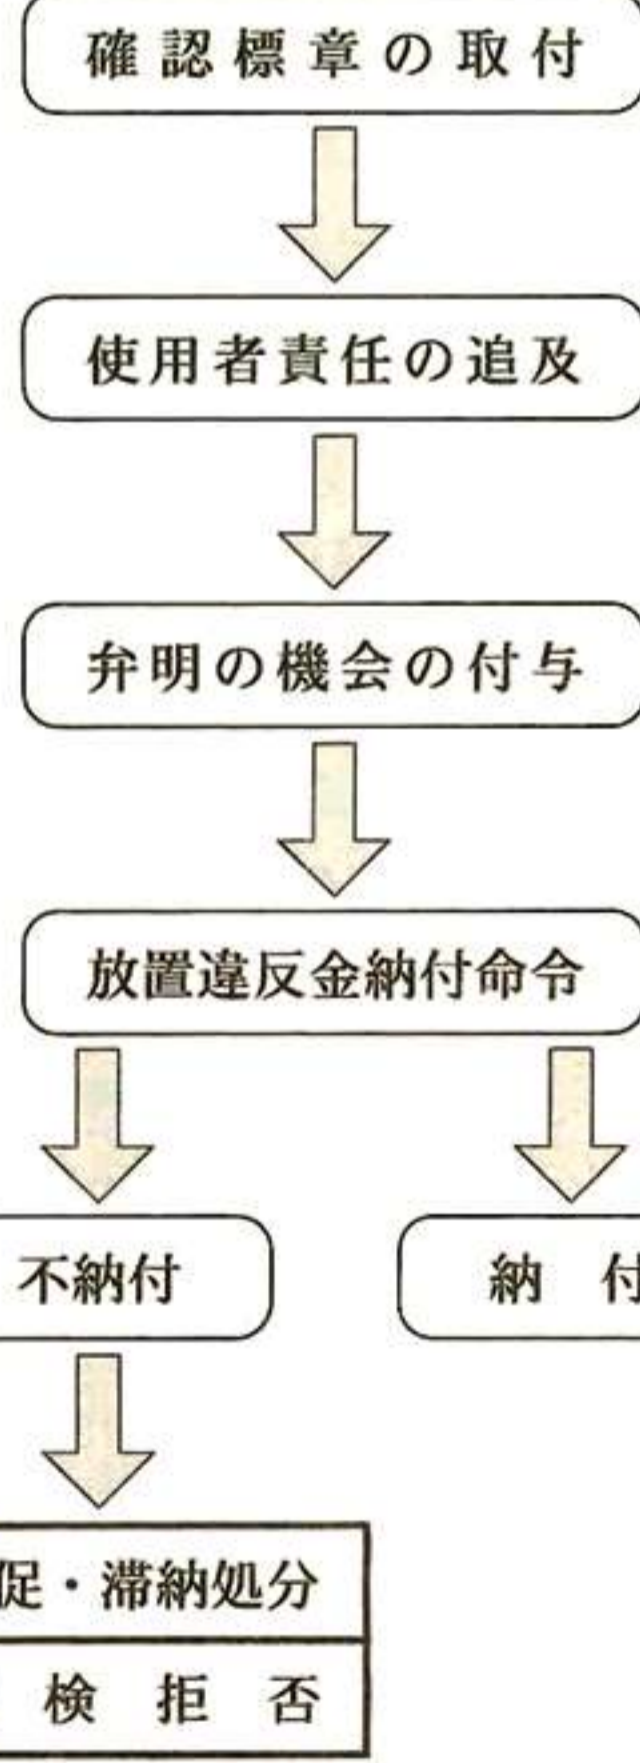 確認標章の取付
使用者責任の追及
弁明の機会の付与
放置違反金納付命令
不納付
納付
促・滞納処分
検拒否